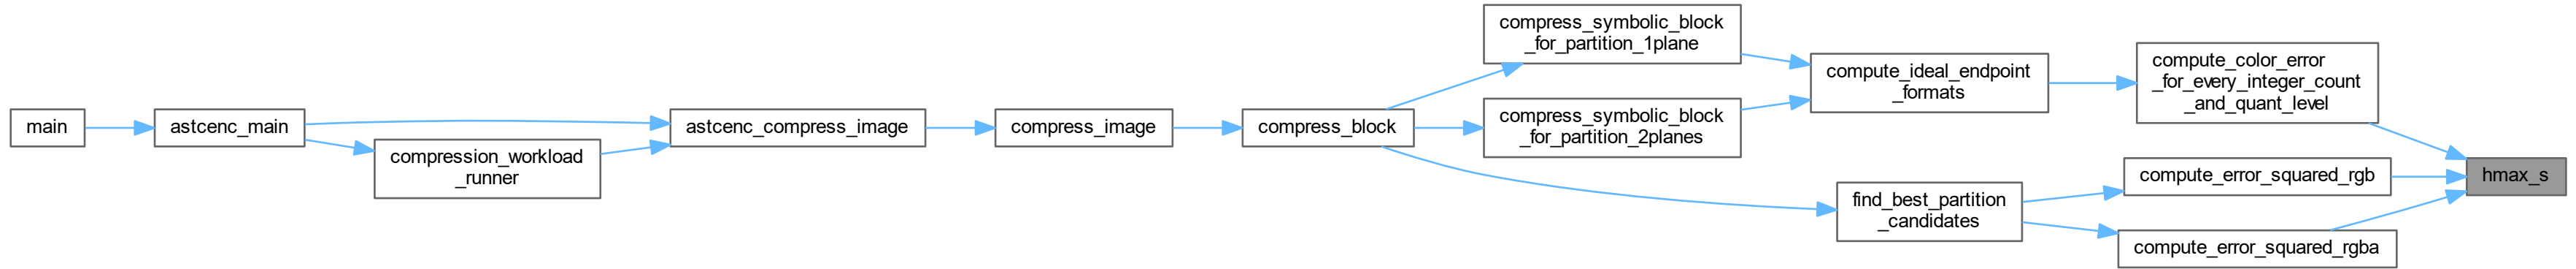 main
astcenc_main
compression_workload
_runner
astcenc_compress_image
compress_image
compress_block
compress_symbolic_block
_for_partition_1plane
compress_symbolic_block
_for_partition_2planes
compute_ideal_endpoint
_formats
find_best_partition
_candidates
compute_color_error
_for_every_integer_count
_and_quant_level
compute_error_squared_rgb
compute_error_squared_rgba
hmax_s